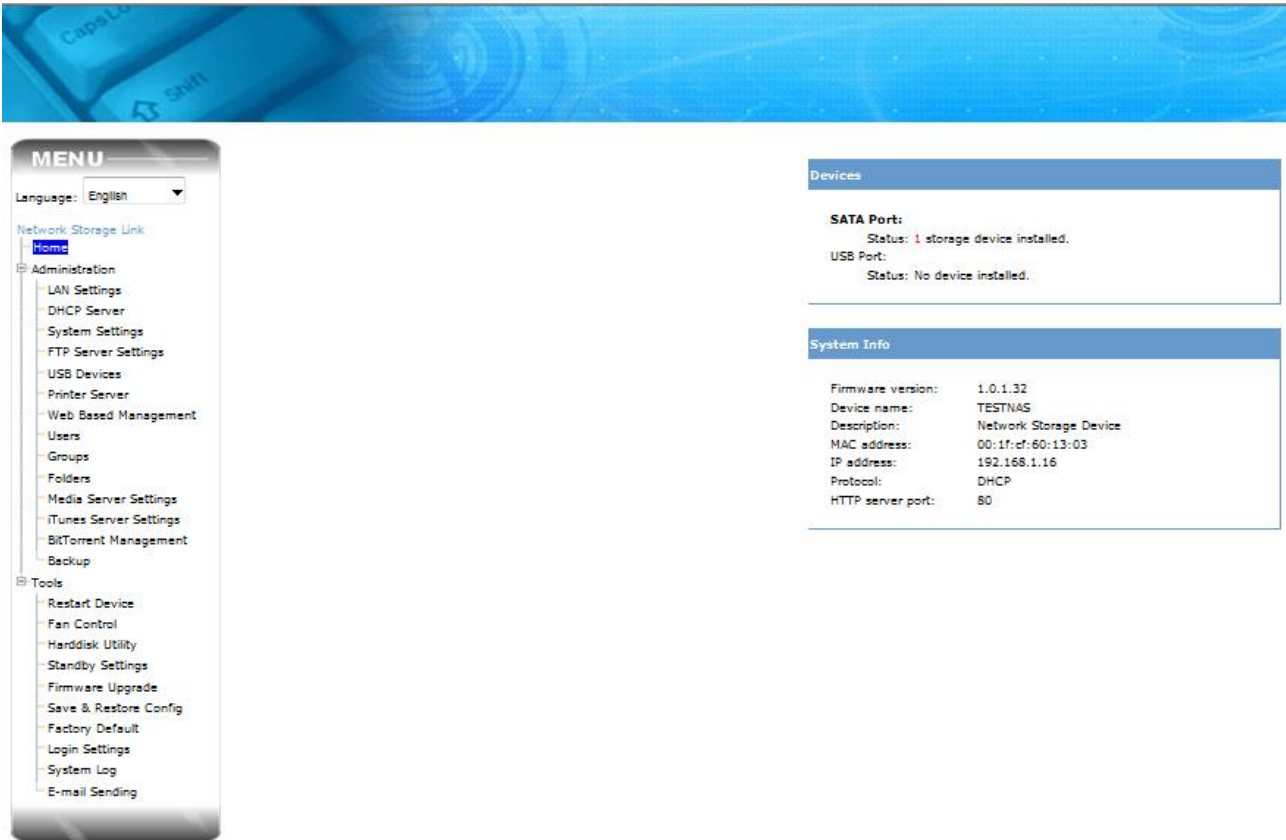 CapsLo
Shift
MENU
Language: English
Network Storage Link
Home
Administration
LAN Settings
DHCP Server
System Settings
FTP Server Settings
USB Devices
Printer Server
Web Based Management
Users
Groups
Folders
Media Server Settings
iTunes Server Settings
BitTorrent Management
Backup
Tools
Restart Device
Fan Control
Harddisk Utility
Standby Settings
Firmware Upgrade
Save & Restore Config
Factory Default
Login Settings
System Log
E-mail Sending
Devices
SATA Port:
Status: 1 storage device installed.
USB Port:
Status: No device installed.
System Info
Firmware version: 1.0.1.32
Device name: TESTNAS
Description: Network Storage Device
MAC address: 00:1f:cf:60:13:03
IP address: 192.168.1.16
Protocol: DHCP
HTTP server port: 80